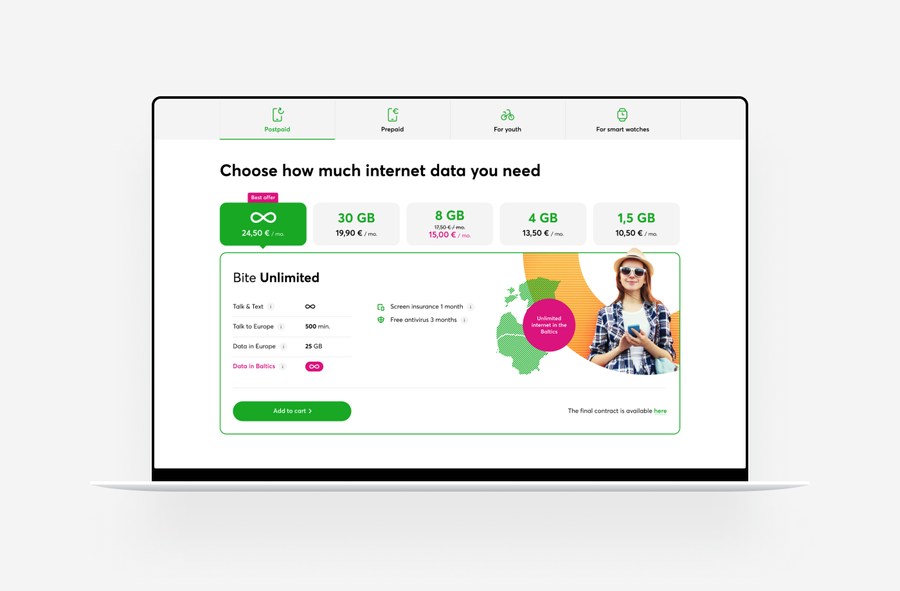 Postpaid
Prepaid
For youth
For smart watches
Choose how much internet data you need
Best offer
∞
24,50 € / mo.
30 GB
19,90 € / mo.
8 GB
17,50 € / mo.
15,00 € / mo.
4 GB
13,50 € / mo.
1,5 GB
10,50 € / mo.
Bite Unlimited
Talk & Text i ∞
Talk to Europe i 500 min.
Data in Europe i 25 GB
Data in Baltics i ∞
Screen insurance 1 month i
Free antivirus 3 months i
Unlimited
internet in the
Baltics
Add to cart >
The final contract is available here